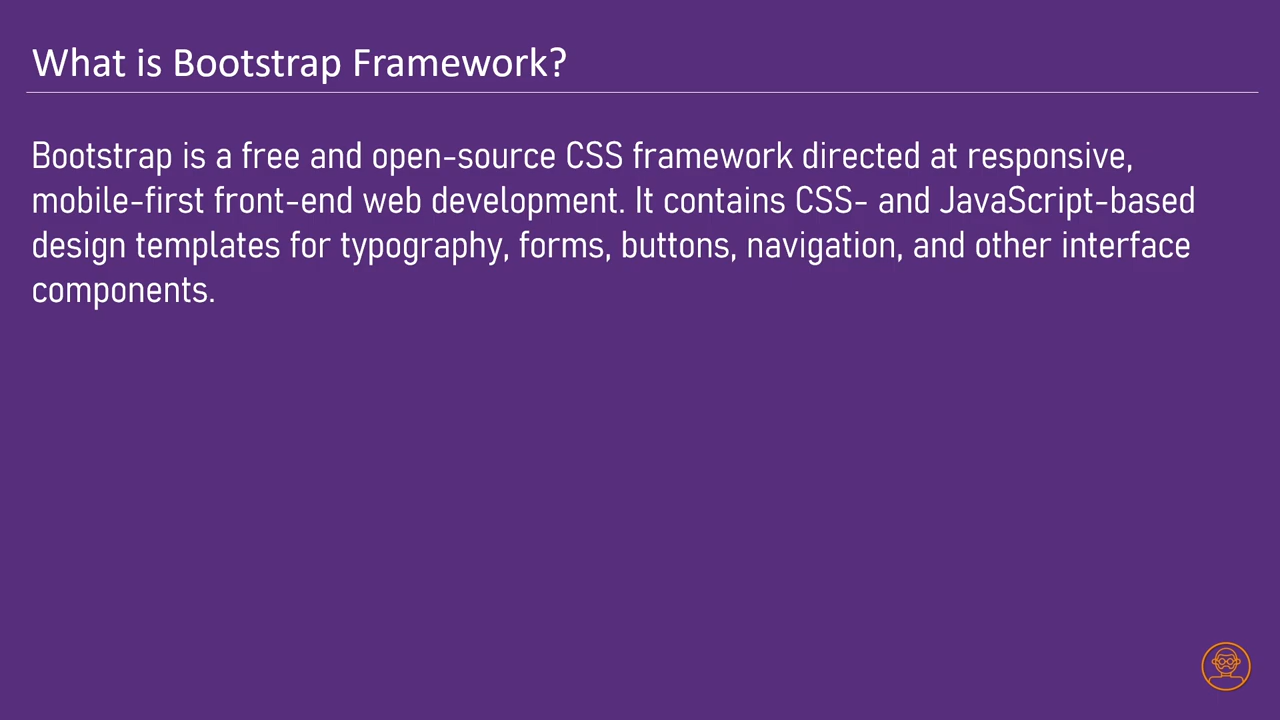 What is Bootstrap Framework?
Bootstrap is a free and open-source CSS framework directed at responsive,
mobile-first front-end web development. It contains CSS- and JavaScript-based
design templates for typography, forms, buttons, navigation, and other interface
components.